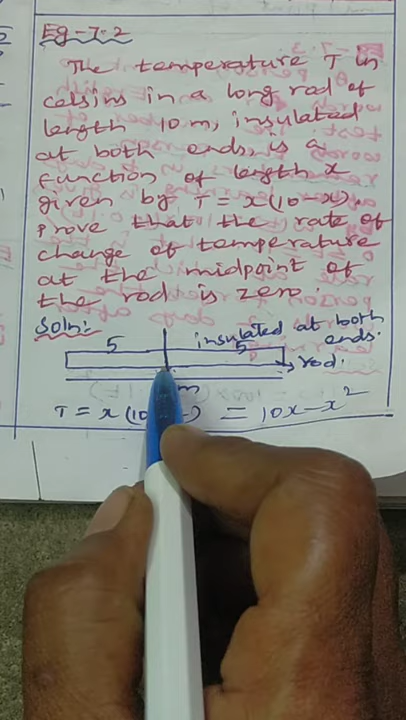 Eg-7.2
The temperature T in
celsius in a long rod of
length 10 m, insulated
at both ends, is a
function of length x
given by T = x(10-x).
prove that the rate of
change of temperature
at the midpoint of
the rod is zero.
Soln:
insulated at both
ends.
5 5
rod.
m
T = x(10 ) = 10x-x²